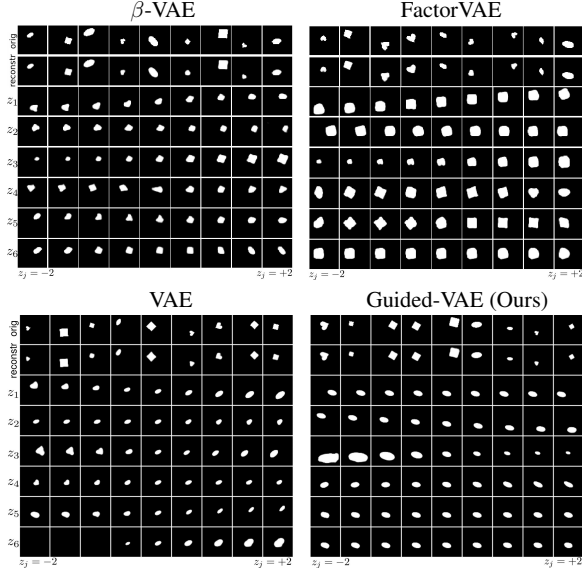 β-VAE
FactorVAE
orig
reconstr
z1
z2
z3
z4
z5
z6
zj = −2
zj = +2
zj = −2
zj = +2
VAE
Guided-VAE (Ours)
orig
reconstr
z1
z2
z3
z4
z5
z6
zj = −2
zj = +2
zj = −2
zj = +2